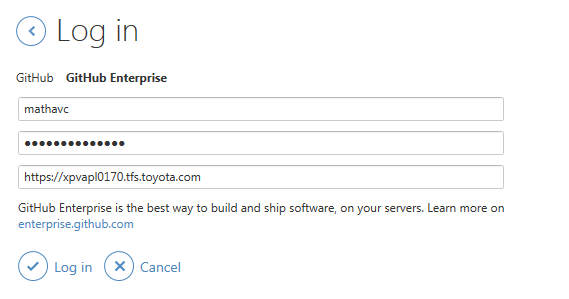 Log in
GitHub GitHub Enterprise
mathavc
●●●●●●●●●●●●●●
https://xpvapl0170.tfs.toyota.com
GitHub Enterprise is the best way to build and ship software, on your servers. Learn more on
enterprise.github.com
Log in Cancel